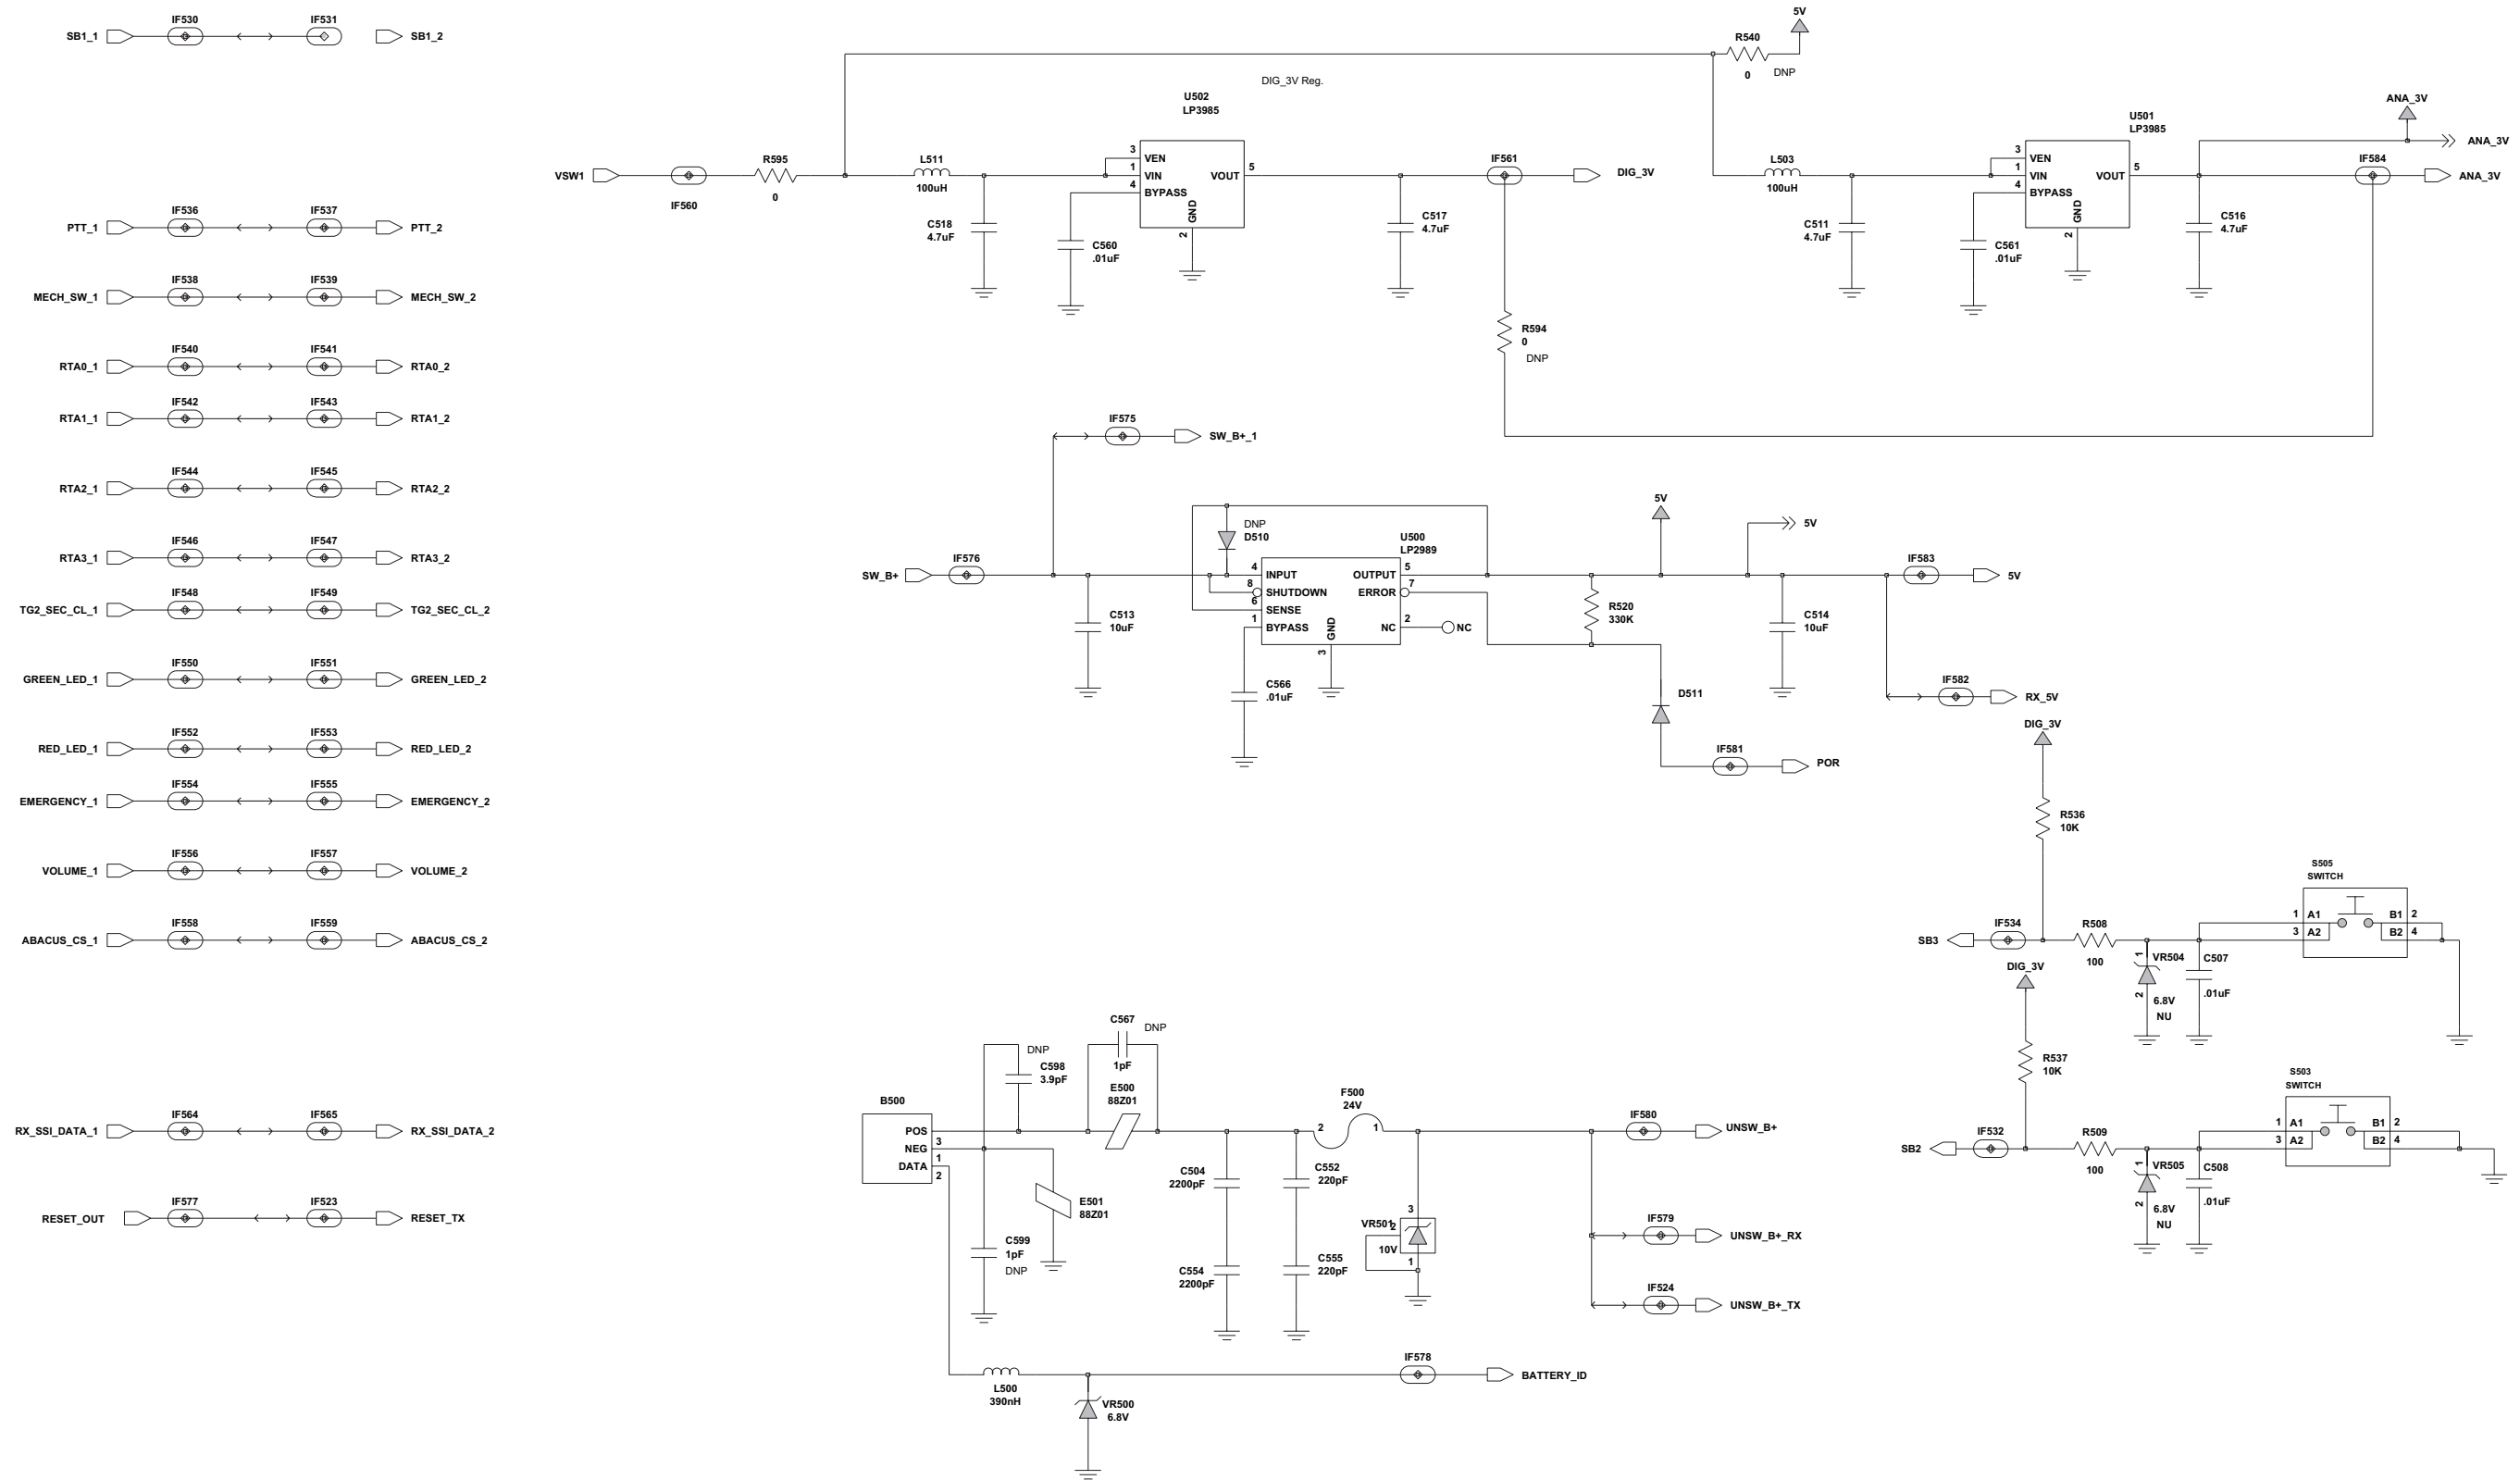 IF530
IF531
SB1_1
SB1_2
IF536
IF537
PTT_1
PTT_2
IF538
IF539
MECH_SW_1
MECH_SW_2
IF540
IF541
RTA0_1
RTA0_2
IF542
IF543
RTA1_1
RTA1_2
IF544
IF545
RTA2_1
RTA2_2
IF546
IF547
RTA3_1
RTA3_2
IF548
IF549
TG2_SEC_CL_1
TG2_SEC_CL_2
IF550
IF551
GREEN_LED_1
GREEN_LED_2
IF552
IF553
RED_LED_1
RED_LED_2
IF554
IF555
EMERGENCY_1
EMERGENCY_2
IF556
IF557
VOLUME_1
VOLUME_2
IF558
IF559
ABACUS_CS_1
ABACUS_CS_2
IF564
IF565
RX_SSI_DATA_1
RX_SSI_DATA_2
IF577
IF523
RESET_OUT
RESET_TX
5V
R540
0
DNP
DIG_3V Reg.
U502
LP3985
VSW1
IF560
R595
0
L511
100uH
C518
4.7uF
3
VEN
1
VIN
4
BYPASS
VOUT
5
GND
2
C560
.01uF
C517
4.7uF
IF561
DIG_3V
R594
0
DNP
L503
100uH
C511
4.7uF
U501
LP3985
3
VEN
1
VIN
4
BYPASS
VOUT
5
GND
2
C561
.01uF
C516
4.7uF
ANA_3V
ANA_3V
IF584
ANA_3V
IF575
SW_B+_1
SW_B+
IF576
C513
10uF
DNP
D510
U500
LP2989
4
INPUT
8
SHUTDOWN
6
SENSE
1
BYPASS
OUTPUT
5
ERROR
7
NC
2
NC
GND
3
C566
.01uF
R520
330K
5V
5V
C514
10uF
IF583
5V
IF582
RX_5V
D511
IF581
POR
DIG_3V
R536
10K
SB3
IF534
R508
100
VR504
1
2
6.8V
NU
C507
.01uF
S505
SWITCH
1
A1
3
A2
B1
2
B2
4
DIG_3V
R537
10K
SB2
IF532
R509
100
VR505
1
2
6.8V
NU
C508
.01uF
S503
SWITCH
1
A1
3
A2
B1
2
B2
4
B500
POS
NEG
DATA
3
1
2
DNP
C598
3.9pF
C567
DNP
1pF
E500
88Z01
E501
88Z01
C599
1pF
DNP
C504
2200pF
C554
2200pF
C552
220pF
C555
220pF
F500
24V
2
1
VR501
10V
3
2
1
IF580
UNSW_B+
IF579
UNSW_B+_RX
IF524
UNSW_B+_TX
L500
390nH
VR500
6.8V
IF578
BATTERY_ID